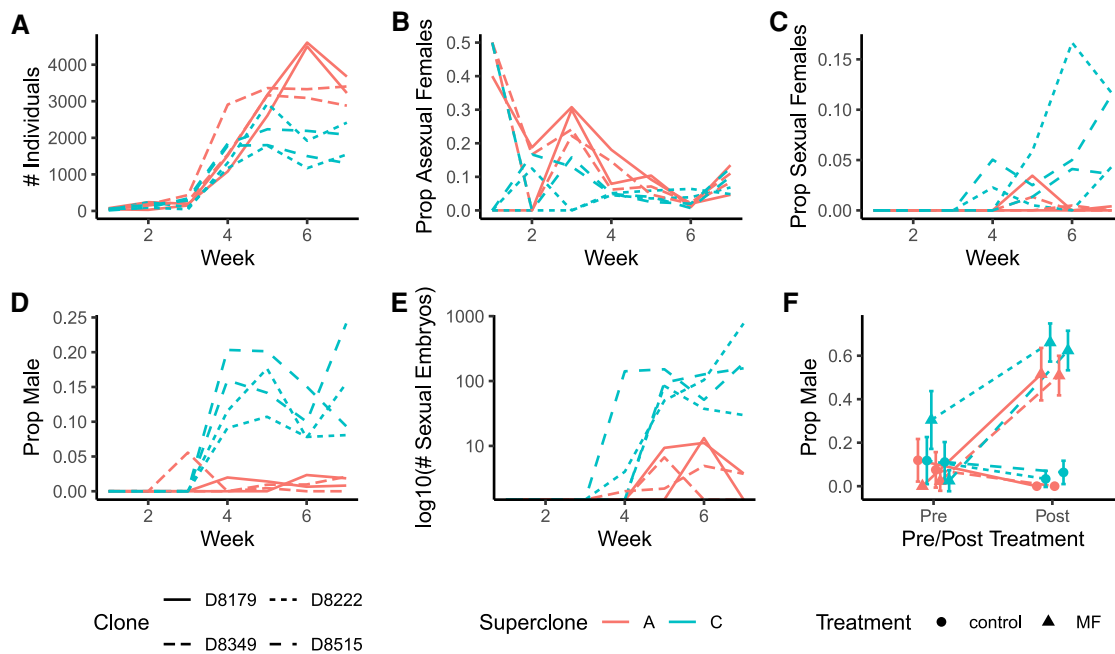 A
# Individuals
4000
3000
2000
1000
0
2
4
6
Week
B
Prop Asexual Females
0.5
0.4
0.3
0.2
0.1
0.0
2
4
6
Week
C
Prop Sexual Females
0.15
0.10
0.05
0.00
2
4
6
Week
D
Prop Male
0.25
0.20
0.15
0.10
0.05
0.00
2
4
6
Week
E
log10(# Sexual Embryos)
1000
100
10
2
4
6
Week
F
Prop Male
0.6
0.4
0.2
0.0
Pre
Post
Pre/Post Treatment
Clone
D8179
D8222
D8349
D8515
Superclone
A
C
Treatment
control
MF